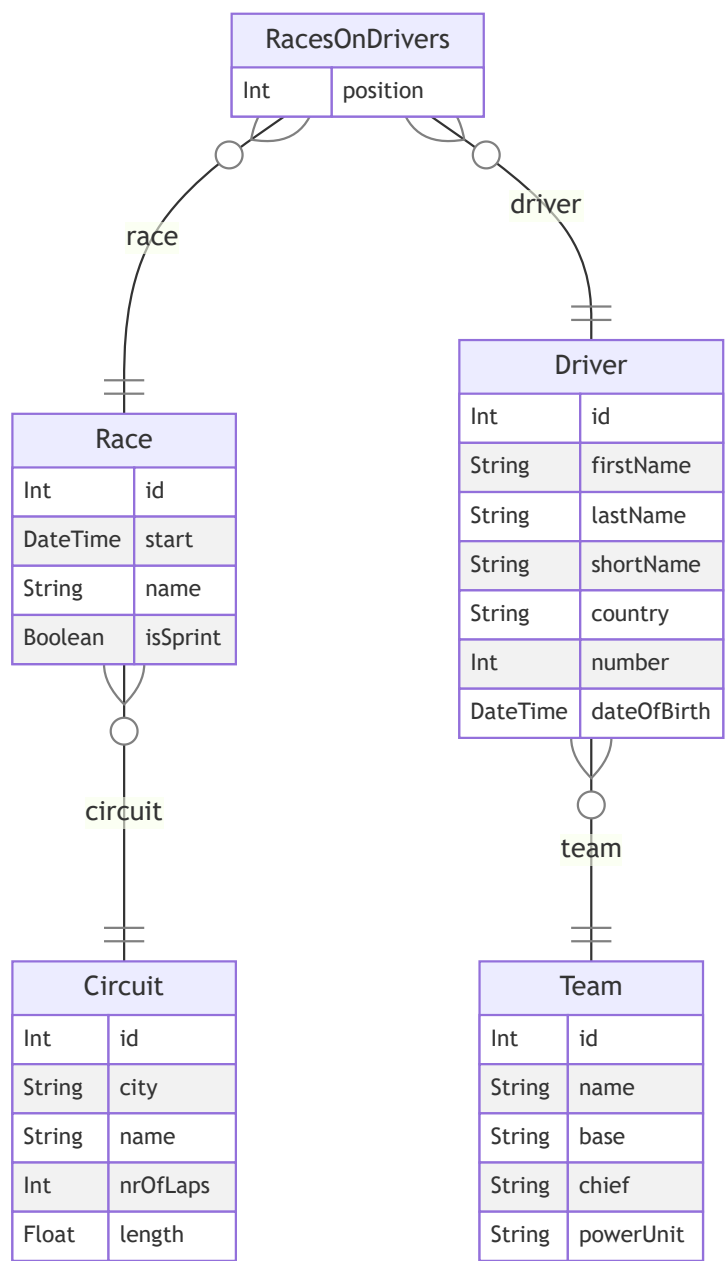 RacesOnDrivers
Int position
race
driver
Race
Int id
DateTime start
String name
Boolean isSprint
Driver
Int id
String firstName
String lastName
String shortName
String country
Int number
DateTime dateOfBirth
circuit
team
Circuit
Int id
String city
String name
Int nrOfLaps
Float length
Team
Int id
String name
String base
String chief
String powerUnit